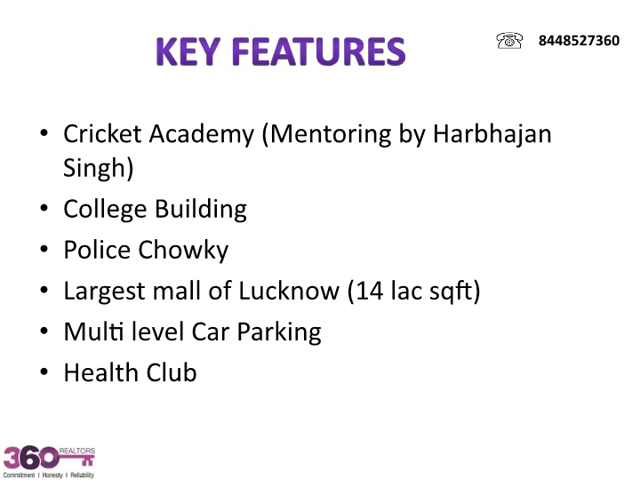 KEY FEATURES
☏ 8448527360
• Cricket Academy (Mentoring by Harbhajan
Singh)
• College Building
• Police Chowky
• Largest mall of Lucknow (14 lac sqft)
• Multi level Car Parking
• Health Club
360 REALTORS
Commitment I Honesty I Reliability